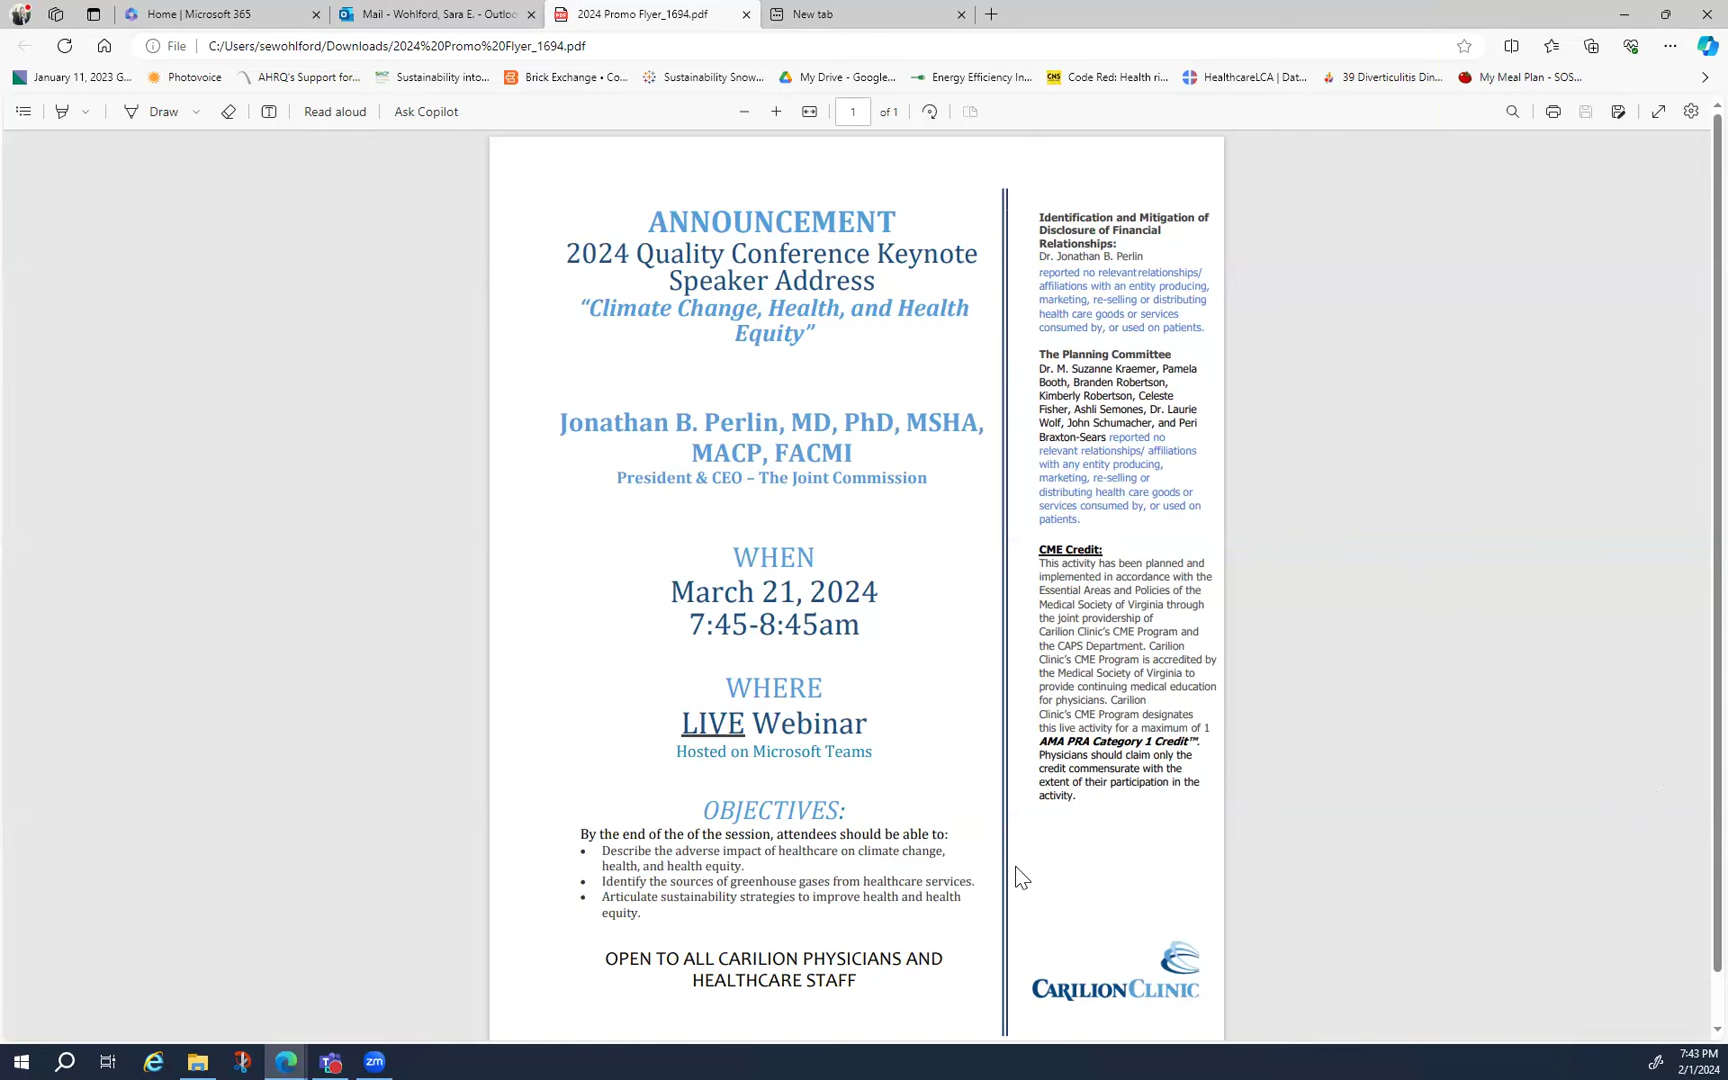 Home | Microsoft 365
Mail - Wohlford, Sara E. - Outlo
2024 Promo Flyer_1694.pdf
New tab
File
C:/Users/sewohlford/Downloads/2024%20Promo%20Flyer_1694.pdf
January 11, 2023 G...
Photovoice
AHRQ's Support for...
Sustainability into...
Brick Exchange • Co...
Sustainability Snow...
My Drive - Google...
Energy Efficiency In...
Code Red: Health ri...
HealthcareLCA | Dat...
39 Diverticulitis Din...
My Meal Plan - SOS...
Draw
Read aloud
Ask Copilot
1
of 1
ANNOUNCEMENT
2024 Quality Conference Keynote
Speaker Address
“Climate Change, Health, and Health
Equity”
Jonathan B. Perlin, MD, PhD, MSHA,
MACP, FACMI
President & CEO – The Joint Commission
WHEN
March 21, 2024
7:45-8:45am
WHERE
LIVE Webinar
Hosted on Microsoft Teams
OBJECTIVES:
By the end of the of the session, attendees should be able to:
• Describe the adverse impact of healthcare on climate change,
health, and health equity.
• Identify the sources of greenhouse gases from healthcare services.
• Articulate sustainability strategies to improve health and health
equity.
OPEN TO ALL CARILION PHYSICIANS AND
HEALTHCARE STAFF
Identification and Mitigation of
Disclosure of Financial
Relationships:
Dr. Jonathan B. Perlin
reported no relevant relationships/
affiliations with an entity producing,
marketing, re-selling or distributing
health care goods or services
consumed by, or used on patients.
The Planning Committee
Dr. M. Suzanne Kraemer, Pamela
Booth, Branden Robertson,
Kimberly Robertson, Celeste
Fisher, Ashli Semones, Dr. Laurie
Wolf, John Schumacher, and Peri
Braxton-Sears reported no
relevant relationships/ affiliations
with any entity producing,
marketing, re-selling or
distributing health care goods or
services consumed by, or used on
patients.
CME Credit:
This activity has been planned and
implemented in accordance with the
Essential Areas and Policies of the
Medical Society of Virginia through
the joint providership of
Carilion Clinic's CME Program and
the CAPS Department. Carilion
Clinic's CME Program is accredited by
the Medical Society of Virginia to
provide continuing medical education
for physicians. Carilion
Clinic's CME Program designates
this live activity for a maximum of 1
AMA PRA Category 1 Credit™.
Physicians should claim only the
credit commensurate with the
extent of their participation in the
activity.
CARILION CLINIC
zm
7:43 PM
2/1/2024